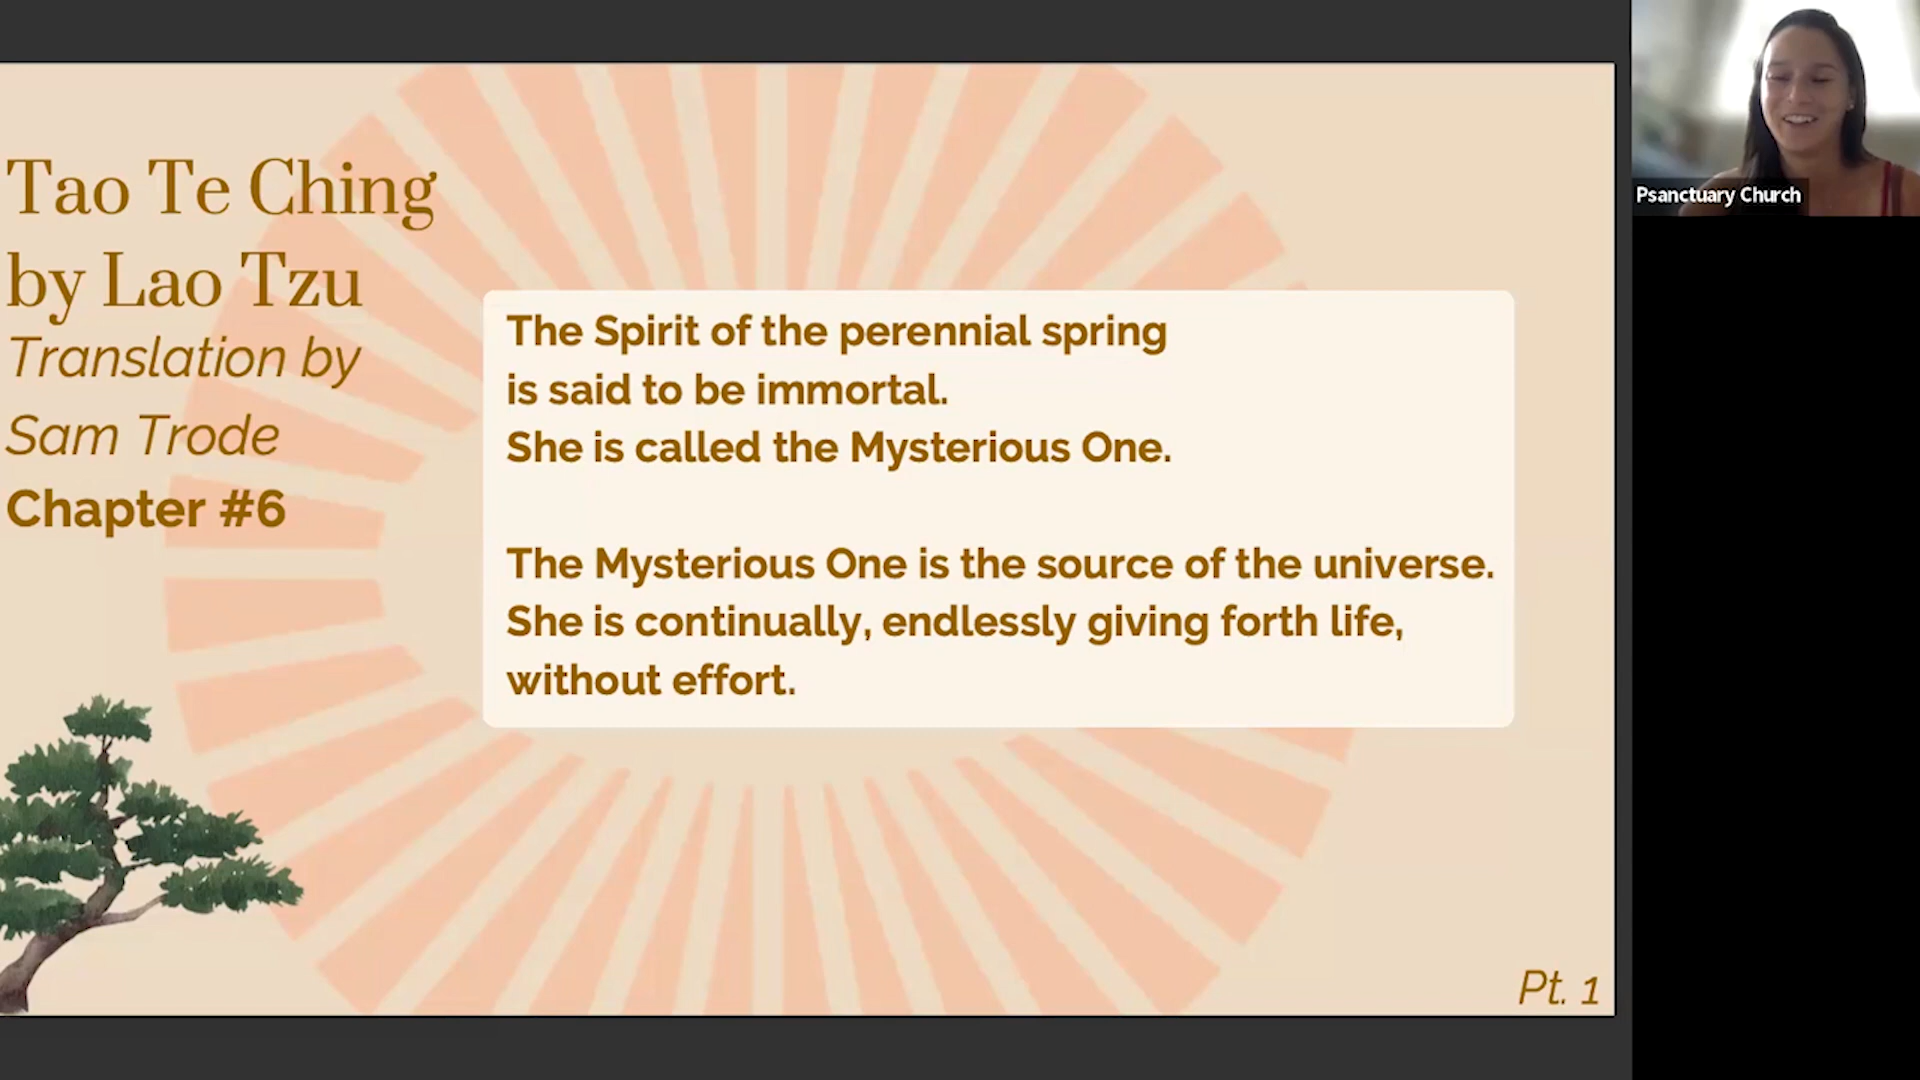 Tao Te Ching
by Lao Tzu
Translation by
Sam Trode
Chapter #6
The Spirit of the perennial spring
is said to be immortal.
She is called the Mysterious One.
The Mysterious One is the source of the universe.
She is continually, endlessly giving forth life,
without effort.
Pt. 1
Psanctuary Church